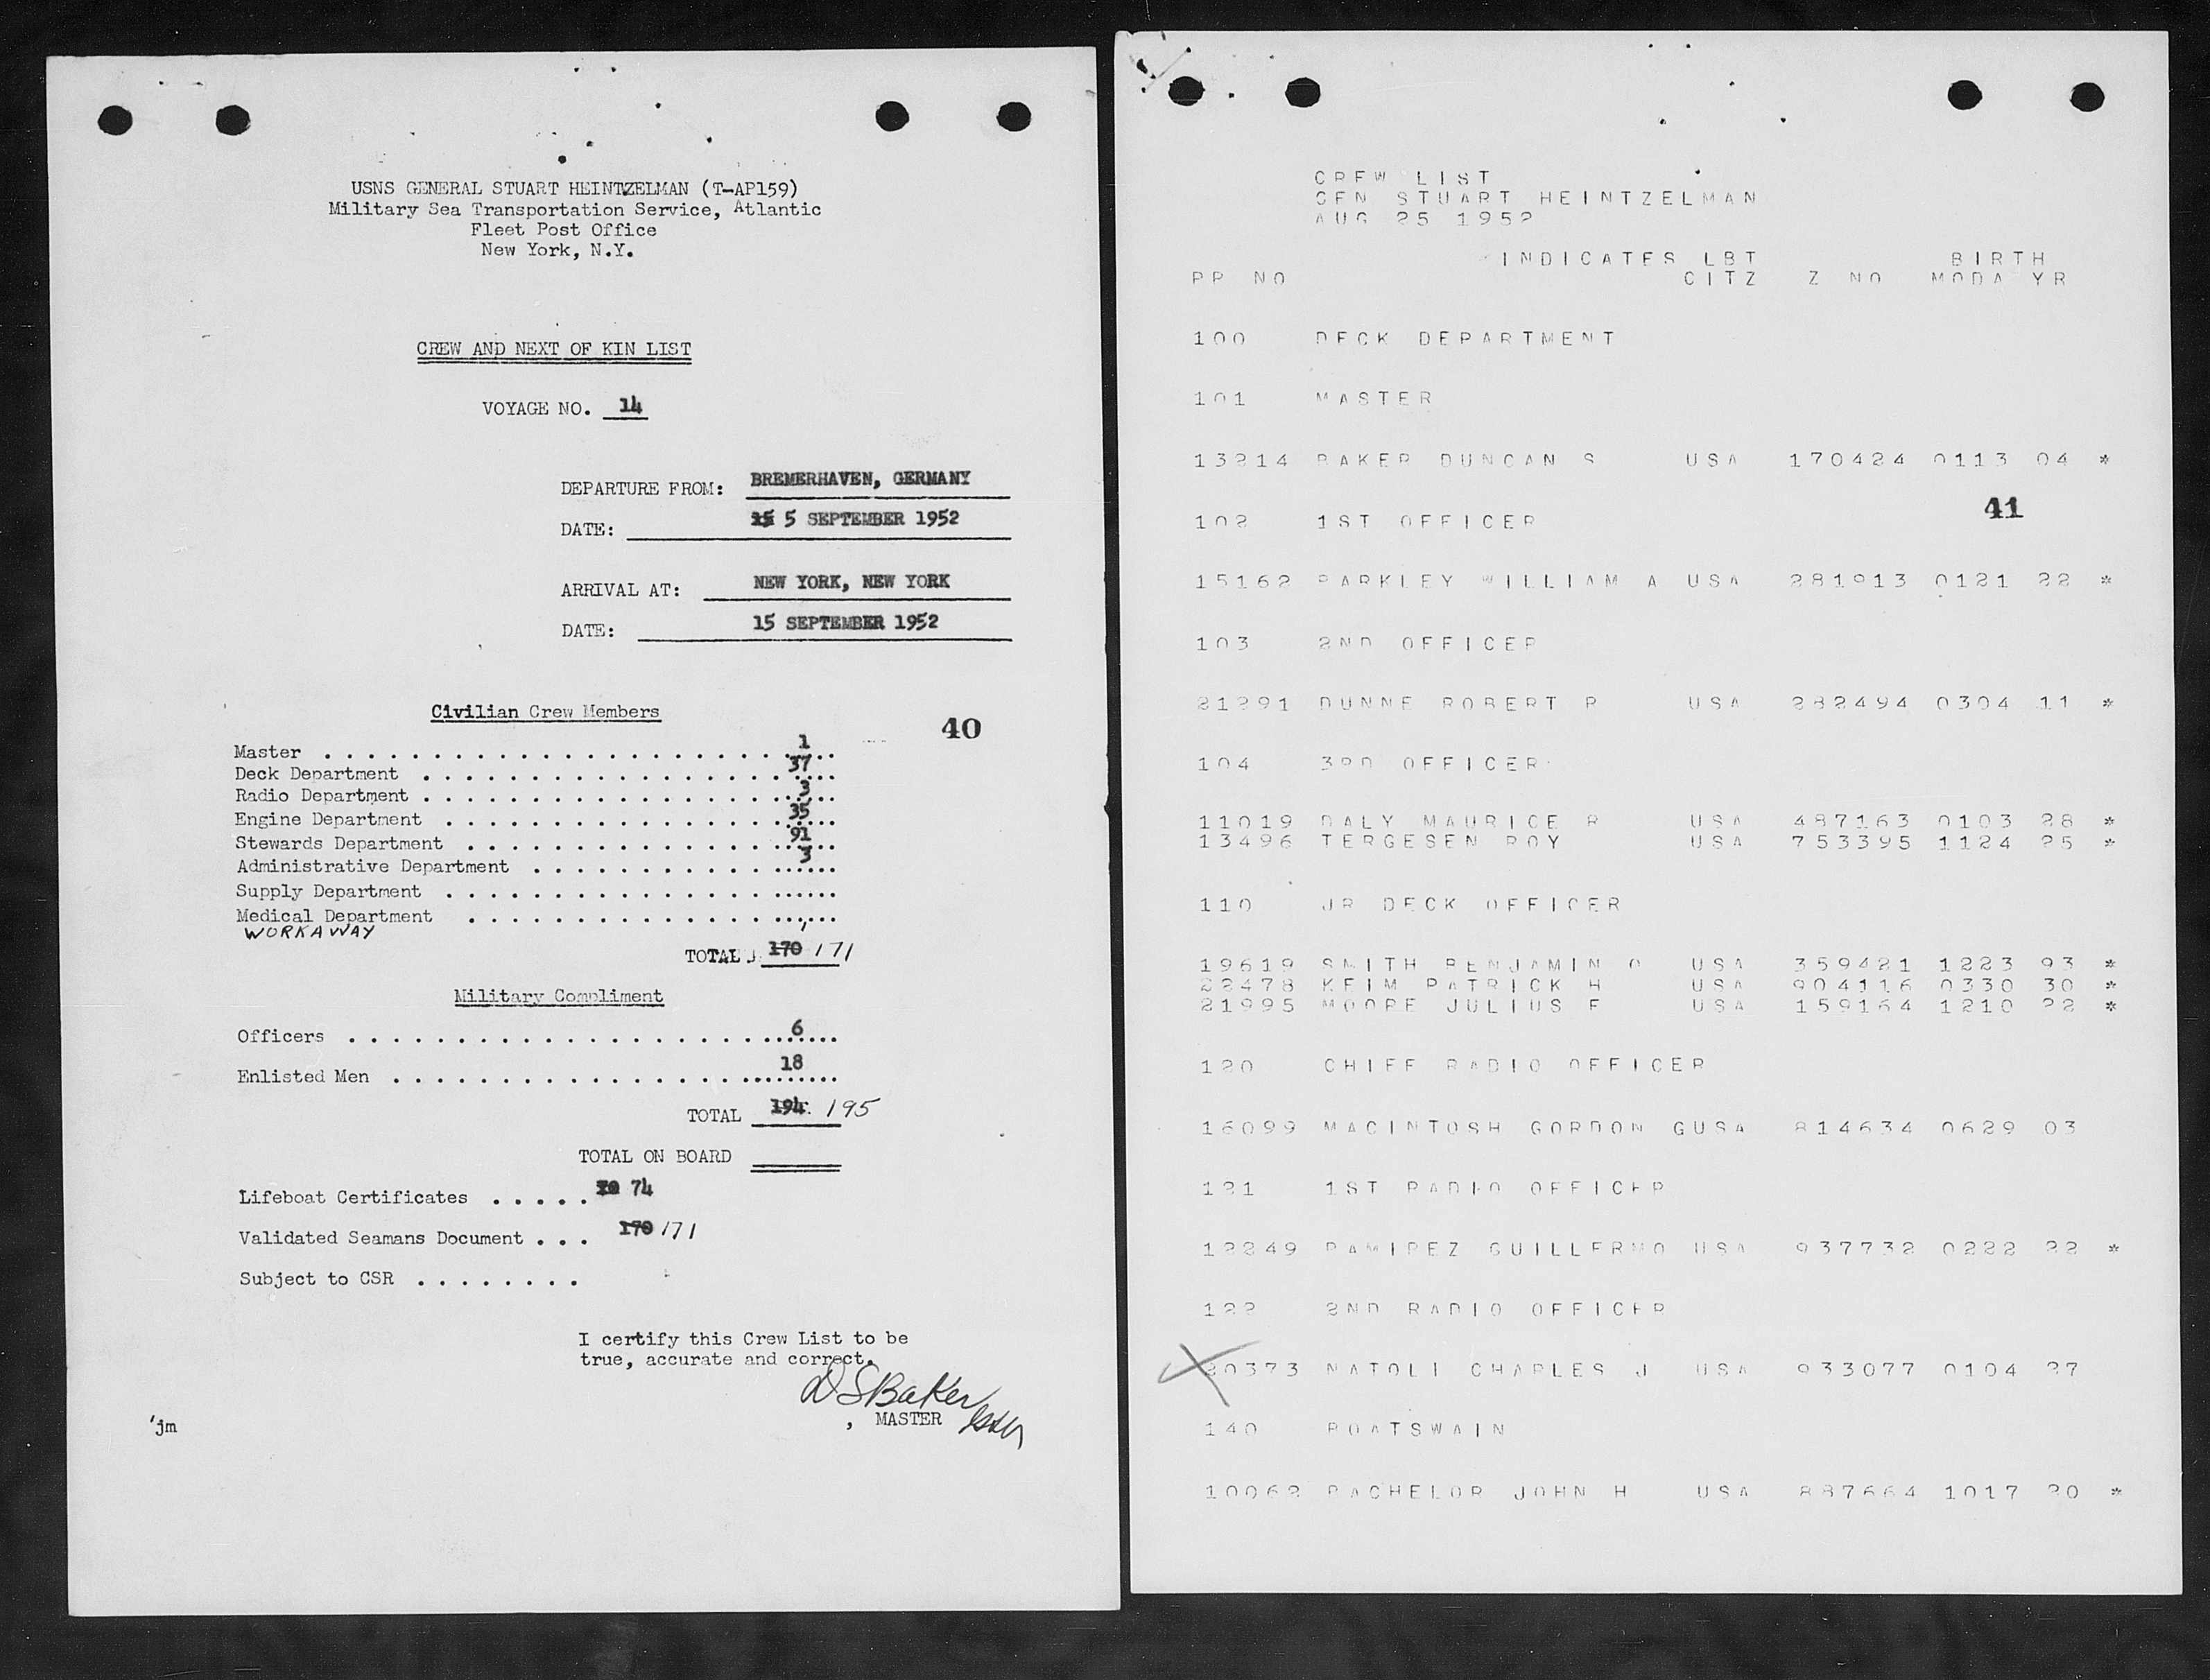 USNS GENERAL STUART HEINTZELMAN (T-AP159)
Military Sea Transportation Service, Atlantic
Fleet Post Office
New York, N.Y.
CREW AND NEXT OF KIN LIST
VOYAGE NO. 14
DEPARTURE FROM: BREMERHAVEN, GERMANY
DATE: 15 5 SEPTEMBER 1952
ARRIVAL AT: NEW YORK, NEW YORK
DATE: 15 SEPTEMBER 1952
Civilian Crew Members
40
Master . . . . . . . . . . . . . . . . . . . . . . . . 1
Deck Department . . . . . . . . . . . . . . . . . . . 37
Radio Department . . . . . . . . . . . . . . . . . . . 3
Engine Department . . . . . . . . . . . . . . . . . . 35
Stewards Department . . . . . . . . . . . . . . . . . 91
Administrative Department . . . . . . . . . . . . . . 3
Supply Department . . . . . . . . . . . . . . . . . .
Medical Department . . . . . . . . . . . . . . . . .
WORKAWAY 1
TOTAL 170 171
Military Compliment
Officers . . . . . . . . . . . . . . . . . . . . . . 6
Enlisted Men . . . . . . . . . . . . . . . . . . . . 18
TOTAL 194 195
TOTAL ON BOARD
Lifeboat Certificates . . . . . 74
Validated Seamans Document . . . 170 171
Subject to CSR . . . . . . . .
I certify this Crew List to be
true, accurate and correct.
DSBaker
, MASTER
'jm
CREW LIST
GEN STUART HEINTZELMAN
AUG 25 1952
INDICATES LBT BIRTH
PP NO CITZ Z NO MODA YR
100 DECK DEPARTMENT
101 MASTER
13214 BAKER DUNCAN S USA 170424 0113 04 *
41
102 1ST OFFICER
15162 BARKLEY WILLIAM A USA 281913 0121 22 *
103 2ND OFFICER
21291 DUNNE ROBERT P USA 282494 0304 11 *
104 3RD OFFICER
11019 DALY MAURICE R USA 487163 0103 28 *
13496 TERGESEN ROY USA 753395 1124 25 *
110 JR DECK OFFICER
19619 SMITH BENJAMIN O USA 359421 1223 93 *
22478 KEIM PATRICK H USA 904116 0330 30 *
21995 MOORE JULIUS F USA 159164 1210 22 *
120 CHIEF RADIO OFFICER
16099 MACINTOSH GORDON GUSA 814634 0629 03
121 1ST RADIO OFFICER
12249 RAMIREZ GUILLERMO USA 937732 0222 22 *
122 2ND RADIO OFFICER
20373 NATOLI CHARLES J USA 933077 0104 27
140 BOATSWAIN
10062 BACHELOR JOHN H USA 887664 1017 20 *